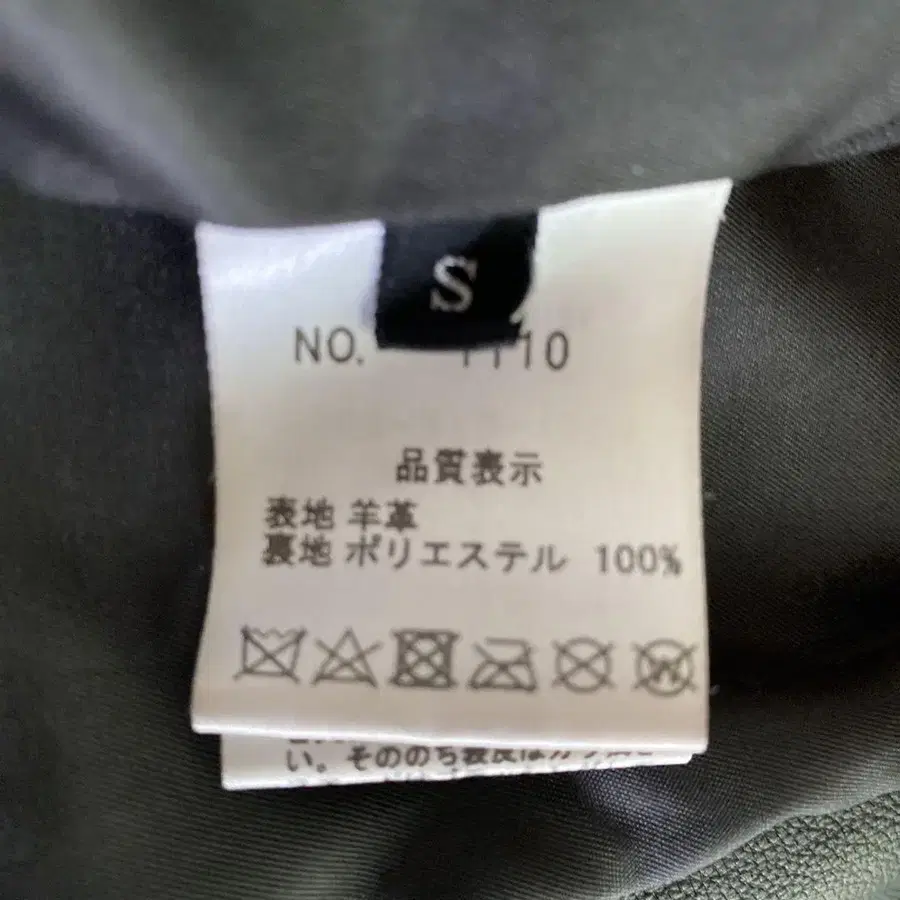 S
NO. 1110
品質表示
表地 羊革
裏地 ポリエステル 100%
い。そののち表皮は